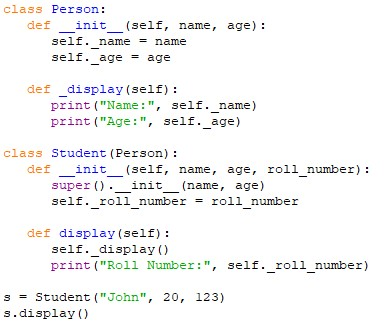 class Person:
    def __init__(self, name, age):
        self._name = name
        self._age = age

    def _display(self):
        print("Name:", self._name)
        print("Age:", self._age)

class Student(Person):
    def __init__(self, name, age, roll_number):
        super().__init__(name, age)
        self._roll_number = roll_number

    def display(self):
        self._display()
        print("Roll Number:", self._roll_number)

s = Student("John", 20, 123)
s.display()